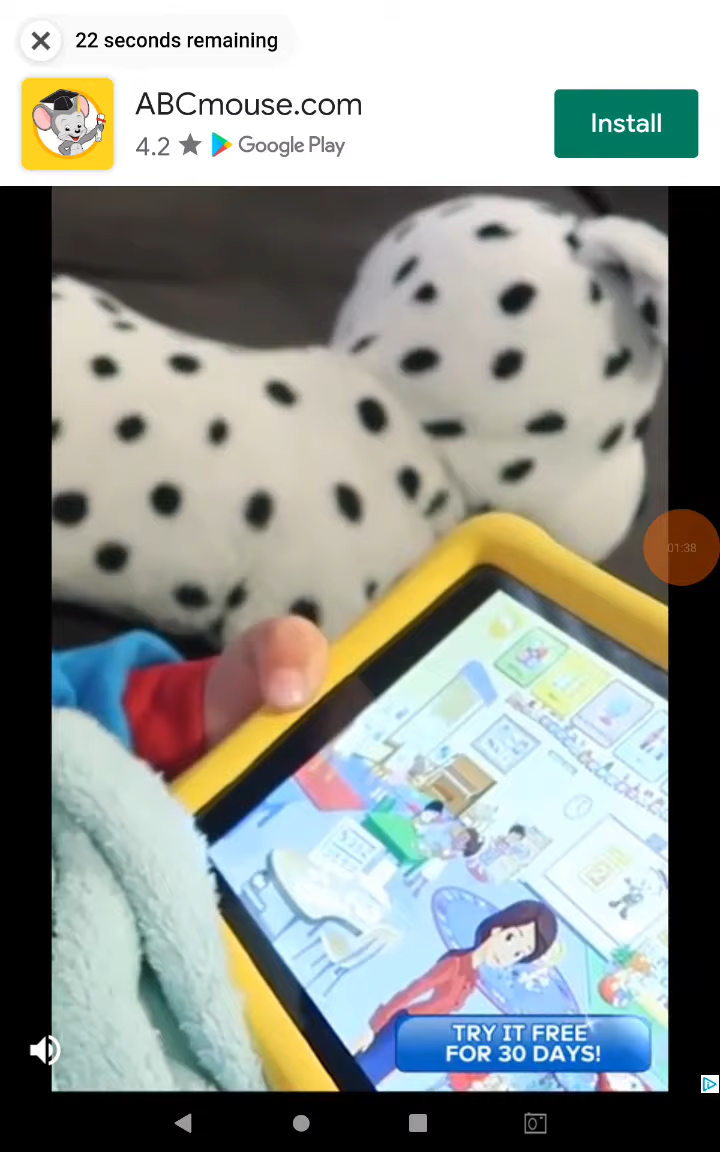 22 seconds remaining
ABCmouse.com
4.2 ★ Google Play
Install
01:38
TRY IT FREE
FOR 30 DAYS!